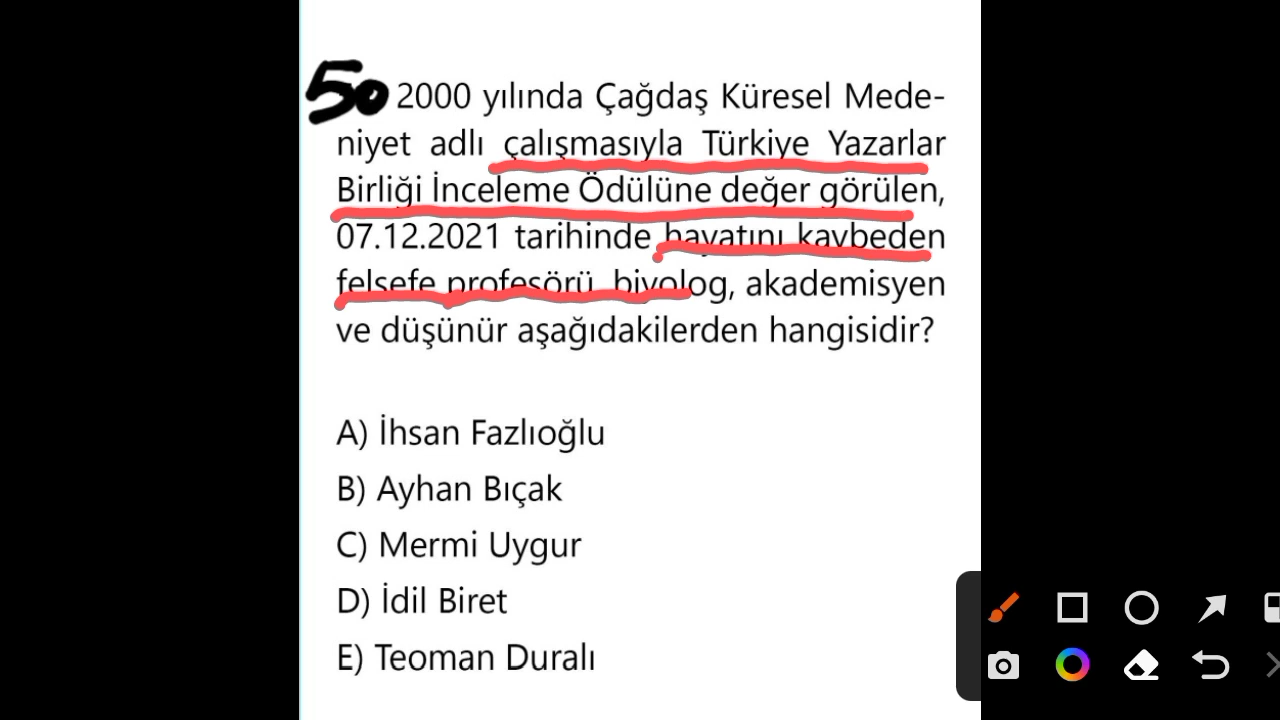 50 2000 yılında Çağdaş Küresel Mede-
niyet adlı çalışmasıyla Türkiye Yazarlar
Birliği İnceleme Ödülüne değer görülen,
07.12.2021 tarihinde hayatını kaybeden
felsefe profesörü, biyolog, akademisyen
ve düşünür aşağıdakilerden hangisidir?
A) İhsan Fazlıoğlu
B) Ayhan Bıçak
C) Mermi Uygur
D) İdil Biret
E) Teoman Duralı